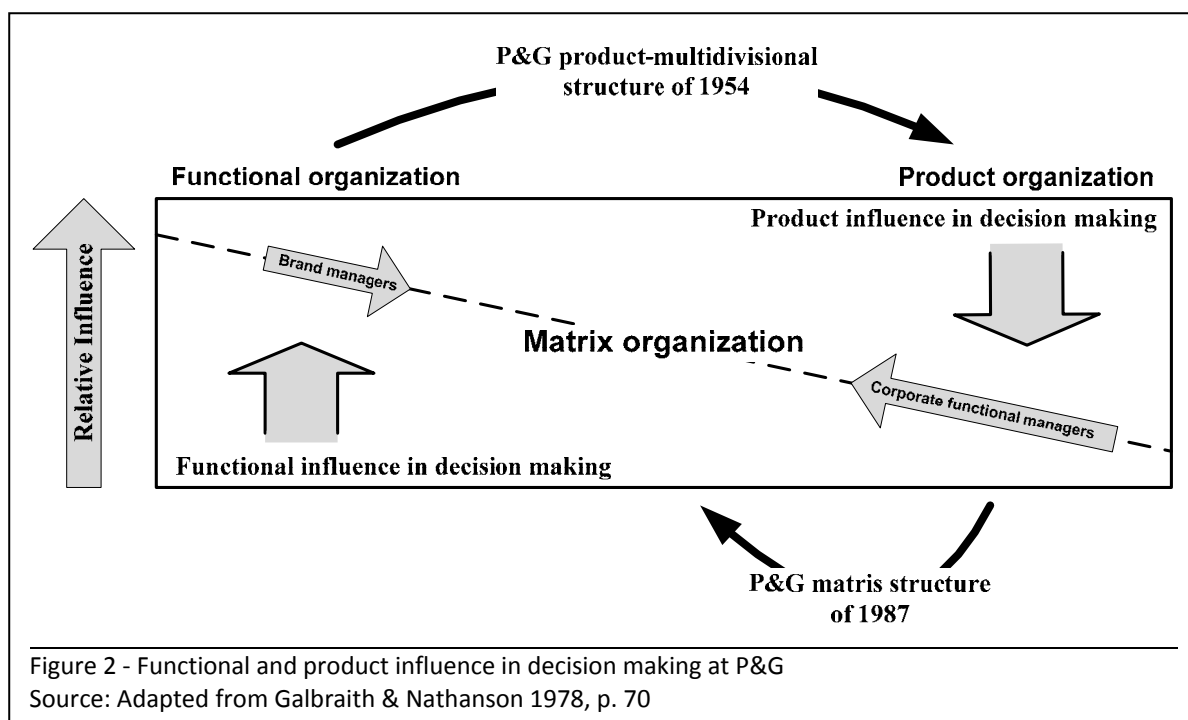 P&G product-multidivisional
structure of 1954
Functional organization
Product organization
Relative Influence
Product influence in decision making
Brand managers
Matrix organization
Corporate functional managers
Functional influence in decision making
P&G matris structure
of 1987
Figure 2 - Functional and product influence in decision making at P&G
Source: Adapted from Galbraith & Nathanson 1978, p. 70